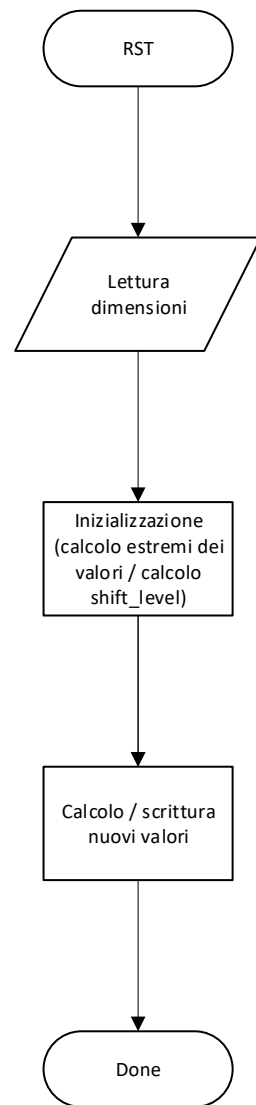 RST
Lettura
dimensioni
Inizializzazione
(calcolo estremi dei
valori / calcolo
shift_level)
Calcolo / scrittura
nuovi valori
Done